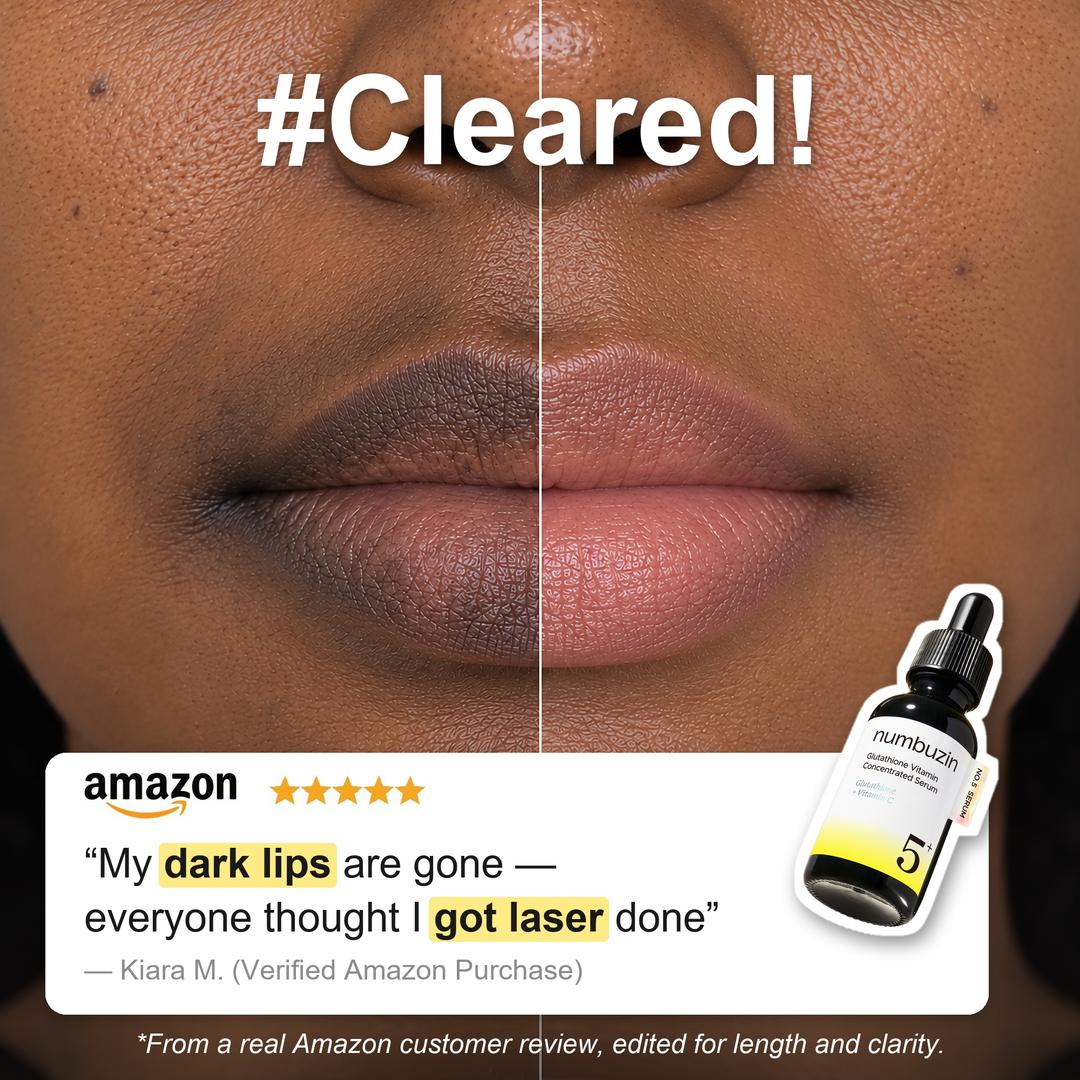 #Cleared!
numbuzin
Glutathione Vitamin
Concentrated Serum
Glutathione
+ Vitamin C
NO.5 SERUM
5+
amazon
“My dark lips are gone —
everyone thought I got laser done”
— Kiara M. (Verified Amazon Purchase)
*From a real Amazon customer review, edited for length and clarity.